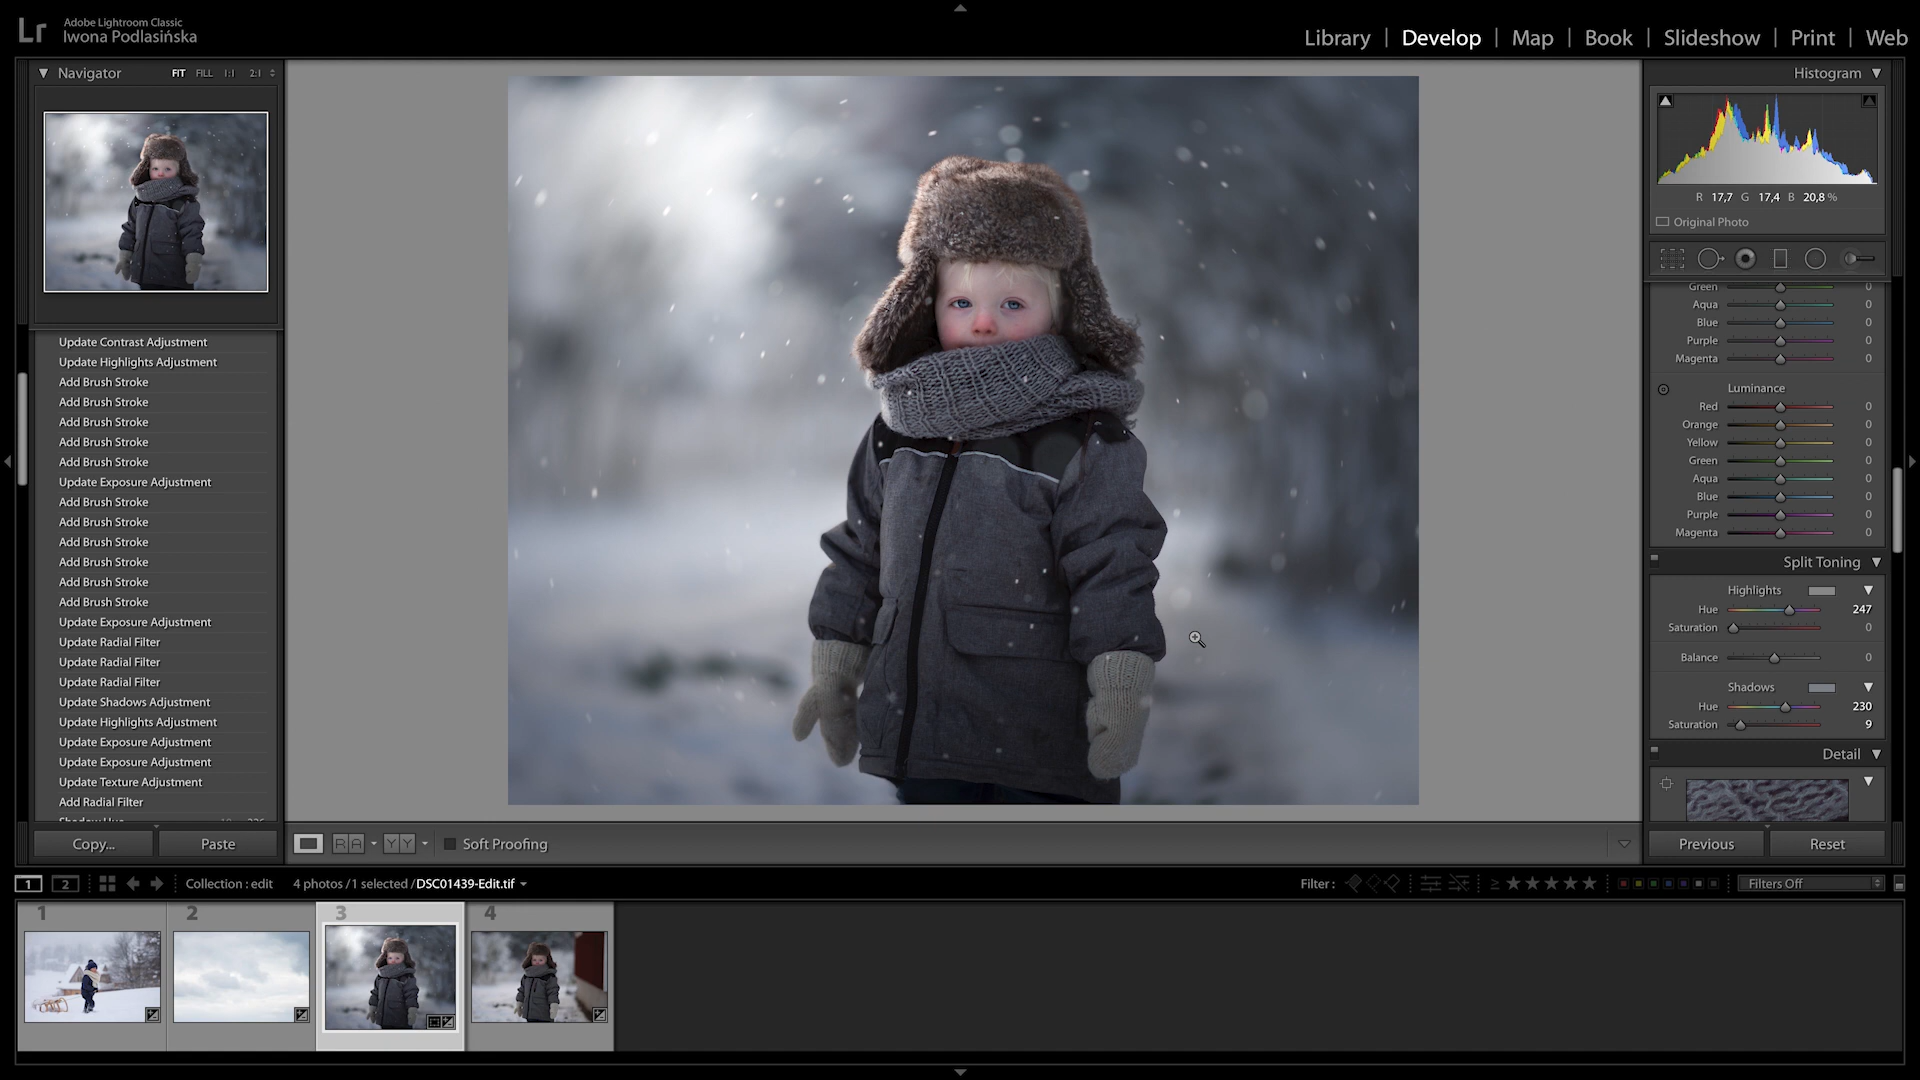 Lr
Adobe Lightroom Classic
Iwona Podlasińska
Library | Develop | Map | Book | Slideshow | Print | Web
Navigator FIT FILL 1:1 2:1
Update Contrast Adjustment
Update Highlights Adjustment
Add Brush Stroke
Add Brush Stroke
Add Brush Stroke
Add Brush Stroke
Add Brush Stroke
Update Exposure Adjustment
Add Brush Stroke
Add Brush Stroke
Add Brush Stroke
Add Brush Stroke
Add Brush Stroke
Add Brush Stroke
Update Exposure Adjustment
Update Radial Filter
Update Radial Filter
Update Radial Filter
Update Shadows Adjustment
Update Highlights Adjustment
Update Exposure Adjustment
Update Exposure Adjustment
Update Texture Adjustment
Add Radial Filter
Copy... Paste
RA YY Soft Proofing
Histogram
R 17,7 G 17,4 B 20,8 %
Original Photo
Green 0
Aqua 0
Blue 0
Purple 0
Magenta 0
Luminance
Red 0
Orange 0
Yellow 0
Green 0
Aqua 0
Blue 0
Purple 0
Magenta 0
Split Toning
Highlights
Hue 247
Saturation 0
Balance 0
Shadows
Hue 230
Saturation 9
Detail
Previous Reset
1 2 Collection : edit 4 photos / 1 selected / DSC01439-Edit.tif Filter : ≥ ★★★★★ Filters Off
1 2 3 4